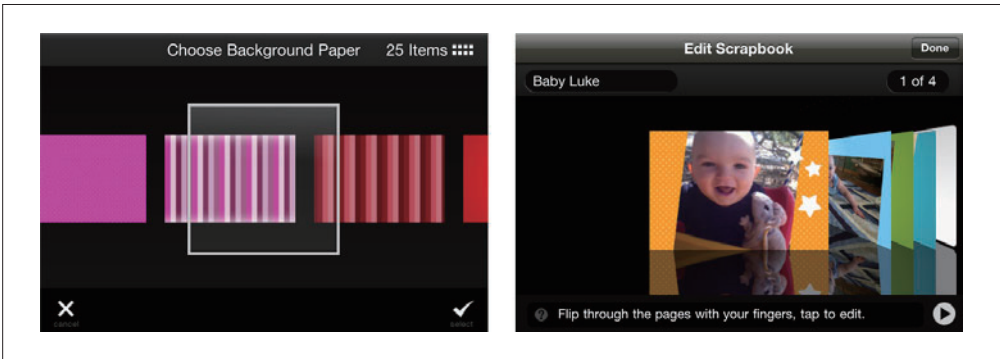 Choose Background Paper 25 Items
cancel
select
Edit Scrapbook Done
Baby Luke 1 of 4
Flip through the pages with your fingers, tap to edit.